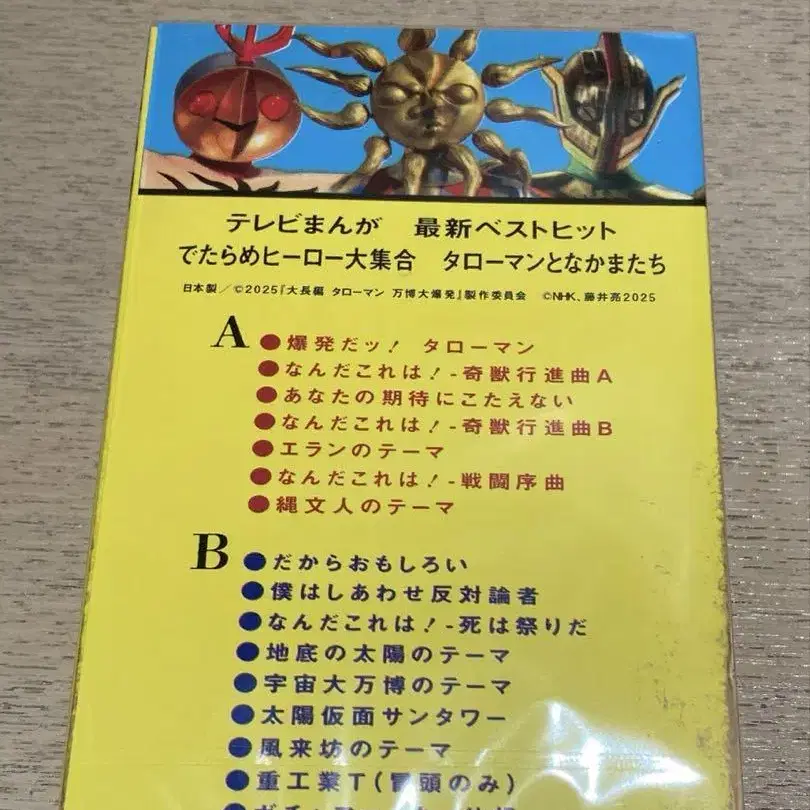 テレビまんが 最新ベストヒット
でたらめヒーロー大集合 タローマンとなかまたち
日本製/©2025『大長編 タローマン 万博大爆発』製作委員会 ©NHK、藤井亮2025
A
●爆発だッ! タローマン
●なんだこれは!-奇獣行進曲A
●あなたの期待にこたえない
●なんだこれは!-奇獣行進曲B
●エランのテーマ
●なんだこれは!-戦闘序曲
●縄文人のテーマ
B
●だからおもしろい
●僕はしあわせ反対論者
●なんだこれは!-死は祭りだ
●地底の太陽のテーマ
●宇宙大万博のテーマ
●太陽仮面サンタワー
●風来坊のテーマ
●重工業T(冒頭のみ)